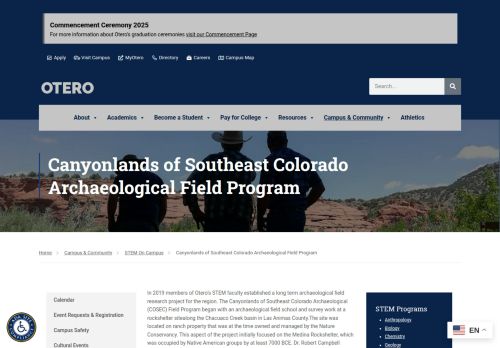 Commencement Ceremony 2025
For more information about Otero's graduation ceremonies visit our Commencement Page
Apply Visit Campus MyOtero Directory Careers Campus Map
OTERO
Search...
About Academics Become a Student Pay for College Resources Campus & Community Athletics
Canyonlands of Southeast Colorado
Archaeological Field Program
Home Campus & Community STEM On Campus Canyonlands of Southeast Colorado Archaeological Field Program
Calendar
Event Requests & Registration
Campus Safety
Cultural Events
In 2019 members of Otero's STEM faculty established a long term archaeological field
research project for the region. The Canyonlands of Southeast Colorado Archaeological
(COSEC) Field Program began with an archaeological field school and survey work at a
rockshelter sitealong the Chacuaco Creek basin in Las Animas County.The site was
located on ranch property that was at the time owned and managed by the Native
Conservancy. This aspect of the project initially focused on the Medina Rockshelter, which
was occupied by Native American groups by at least 7000 BCE. Dr. Robert Campbell
STEM Programs
Anthropology
Biology
Chemistry
Geology
EN